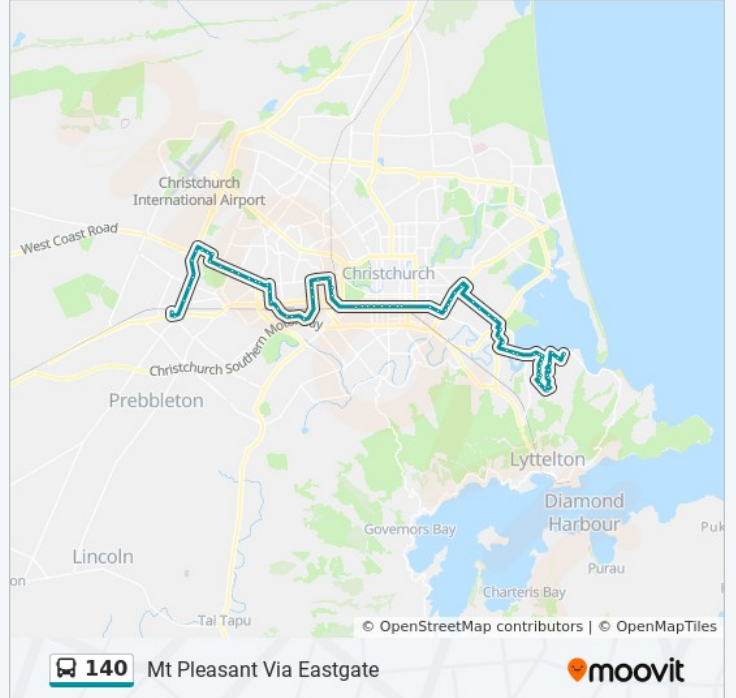 Christchurch
International Airport
West Coast Road
Christchurch
Christchurch Southern Motorway
Prebbleton
Lyttelton
Diamond
Harbour
Governors Bay
Puk
Lincoln
Purau
on
Charteris Bay
Tai Tapu
© OpenStreetMap contributors | © OpenMapTiles
140 Mt Pleasant Via Eastgate
moovit